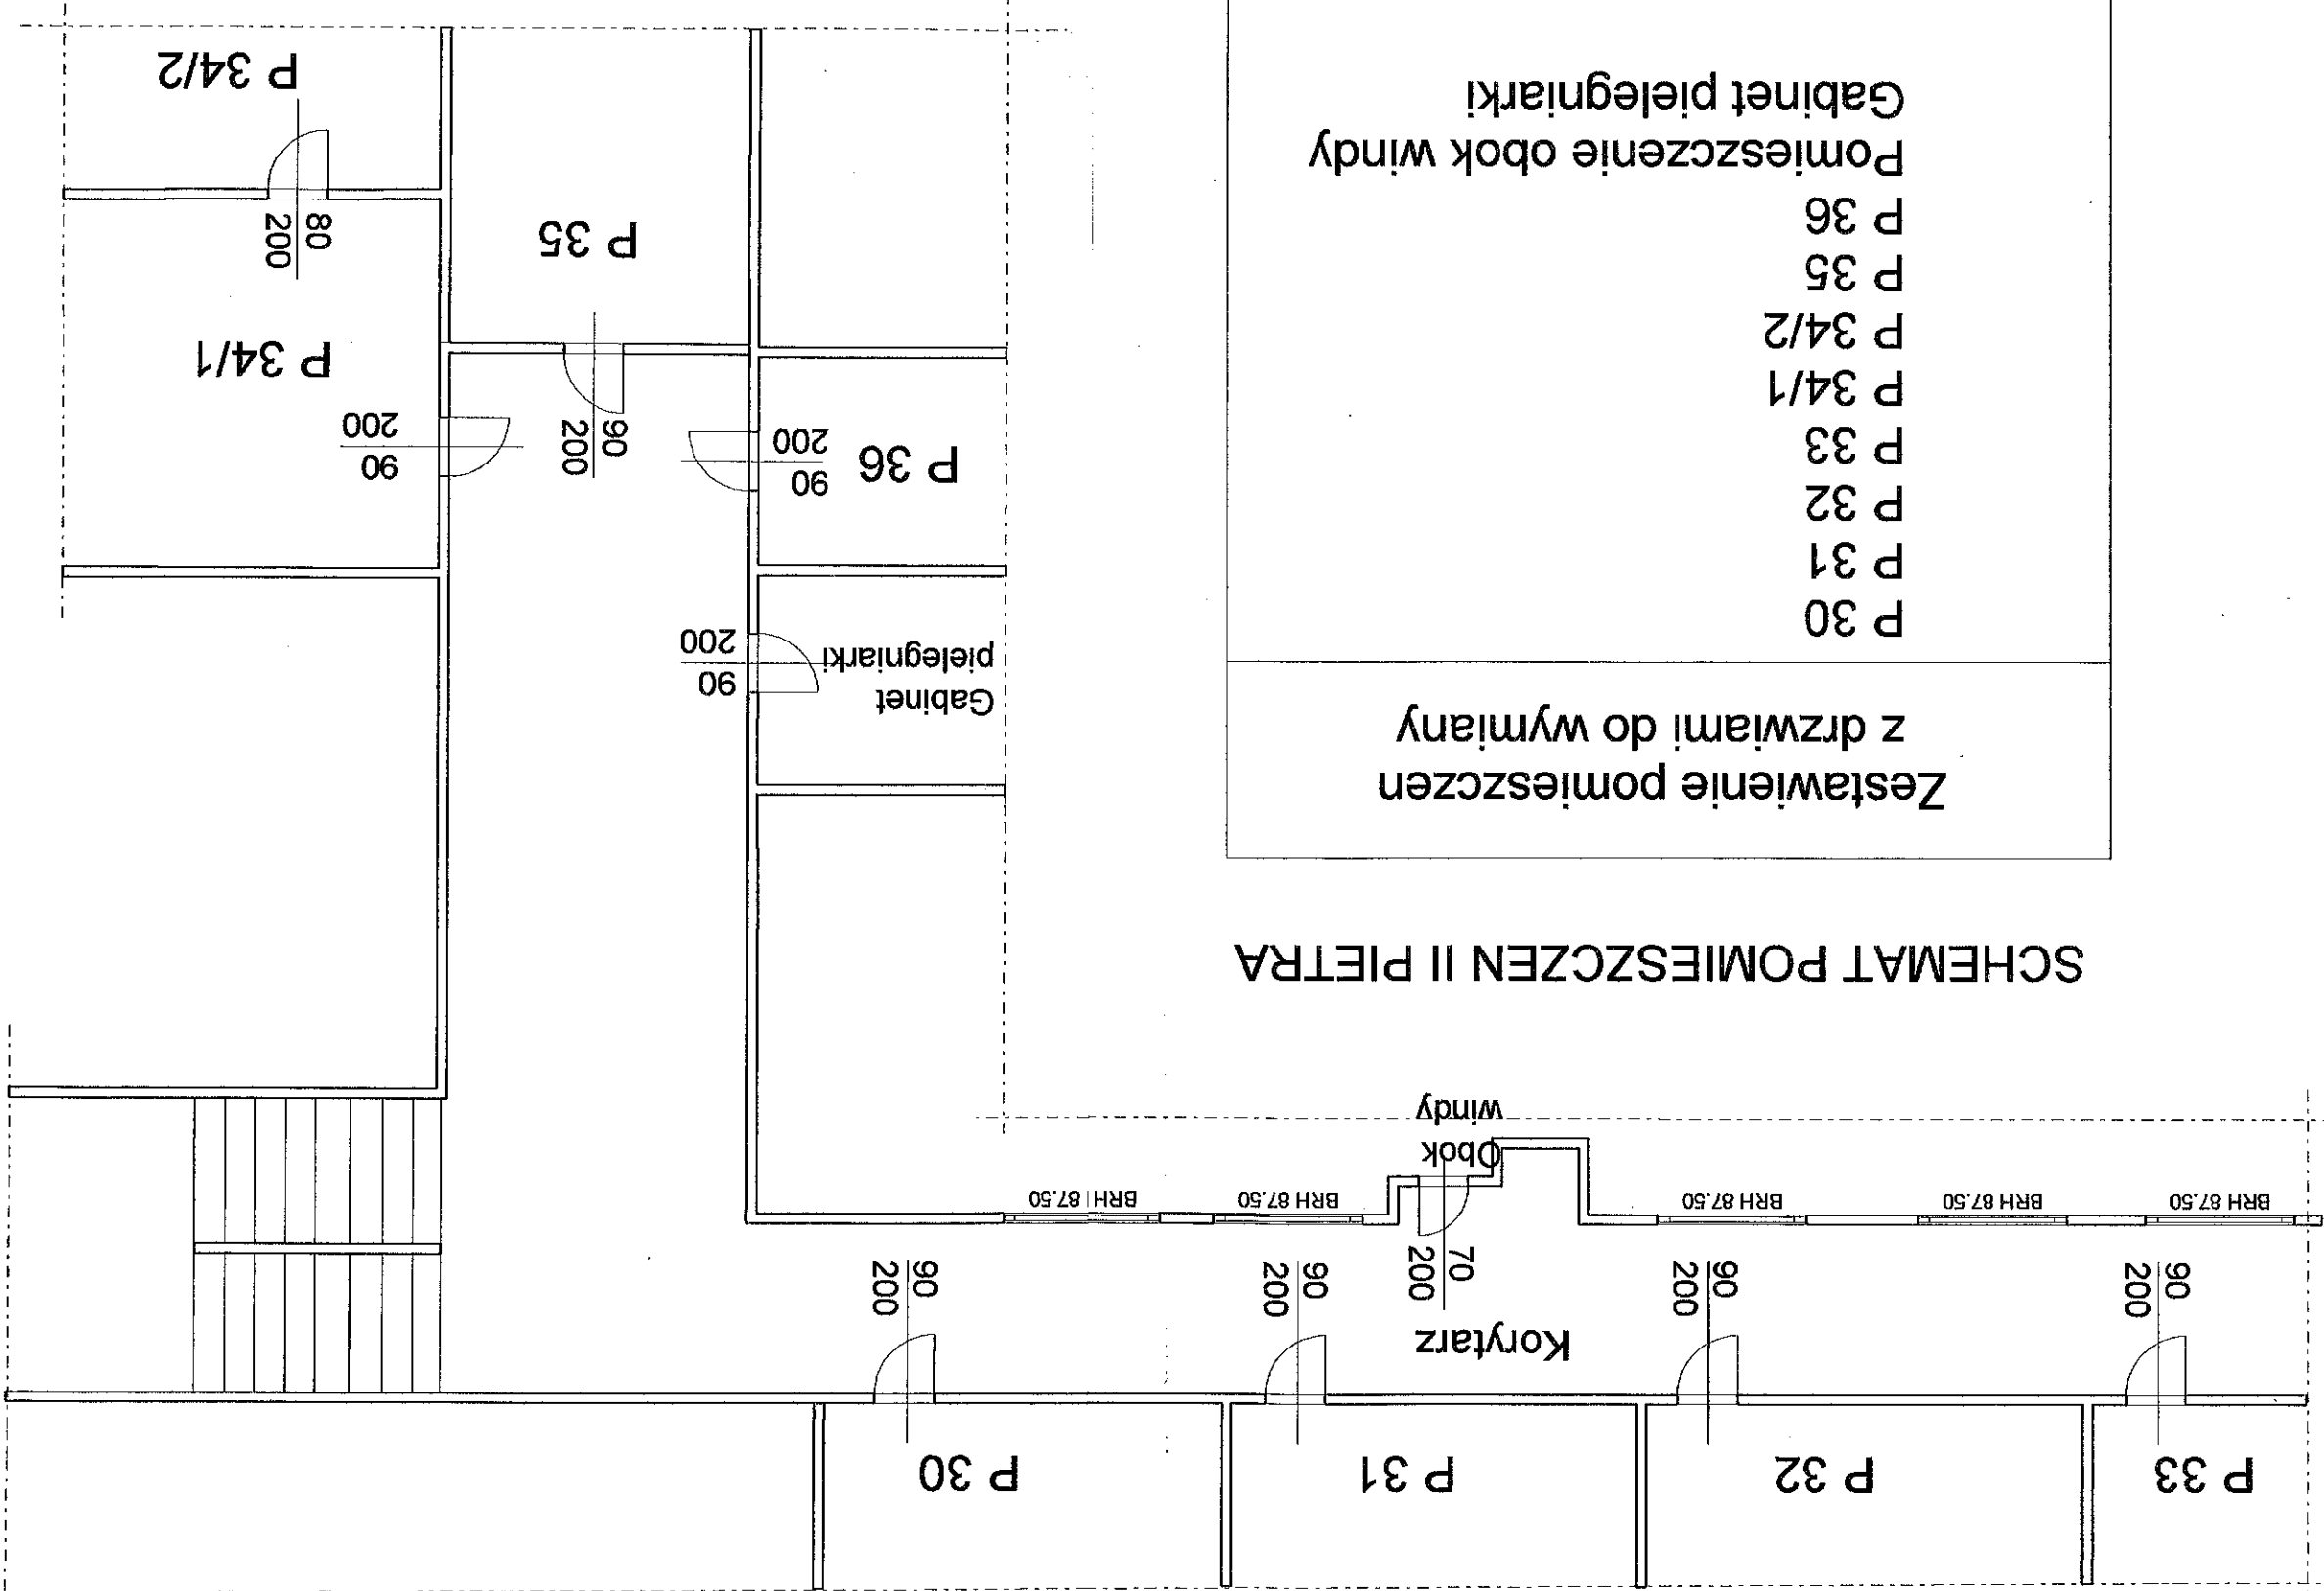 P 33
P 32
P 31
P 30
Korytarz
90
200
90
200
90
200
90
200
70
200
BRH 87.50
BRH 87.50
BRH 87.50
BRH 87.50
BRH 87.50
Obok
windy
SCHEMAT POMIESZCZEN II PIETRA
Zestawienie pomieszczen
z drzwiami do wymiany
P 30
P 31
P 32
P 33
P 34/1
P 34/2
P 35
P 36
Pomieszczenie obok windy
Gabinet pielegniarki
Gabinet
pielegniarki
90
200
P 36
90
200
90
200
90
200
P 34/1
P 35
80
200
P 34/2